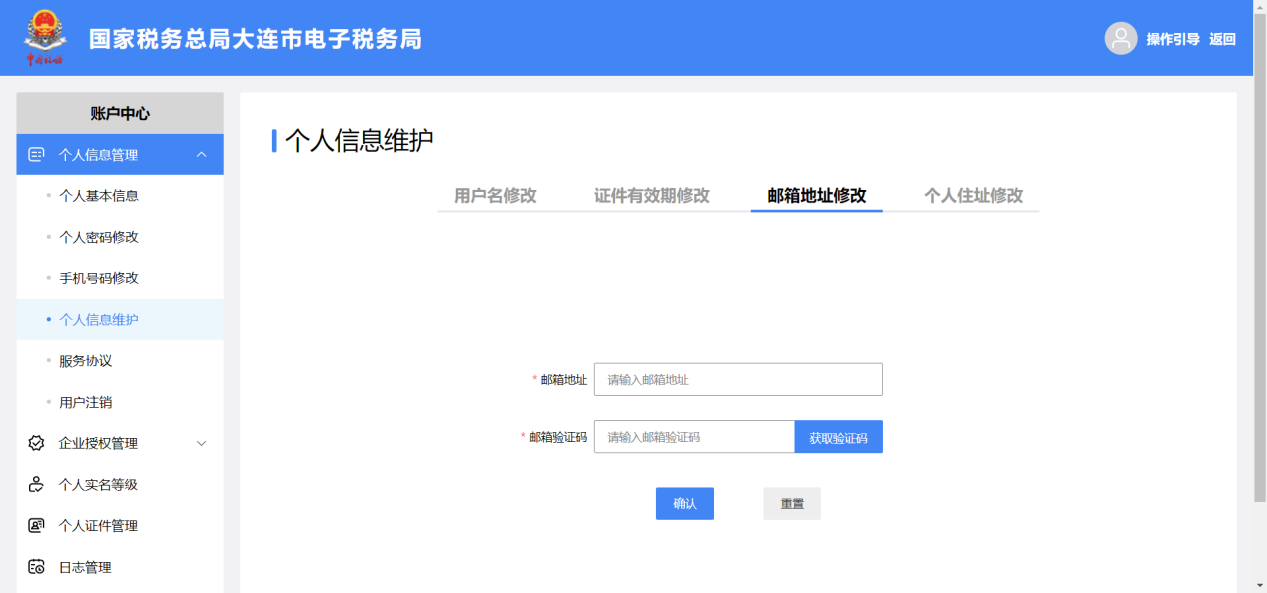 国家税务总局大连市电子税务局
操作引导 返回
账户中心
个人信息管理
个人基本信息
个人密码修改
手机号码修改
个人信息维护
服务协议
用户注销
企业授权管理
个人实名等级
个人证件管理
日志管理
个人信息维护
用户名修改 证件有效期修改 邮箱地址修改 个人住址修改
* 邮箱地址 请输入邮箱地址
* 邮箱验证码 请输入邮箱验证码 获取验证码
确认 重置